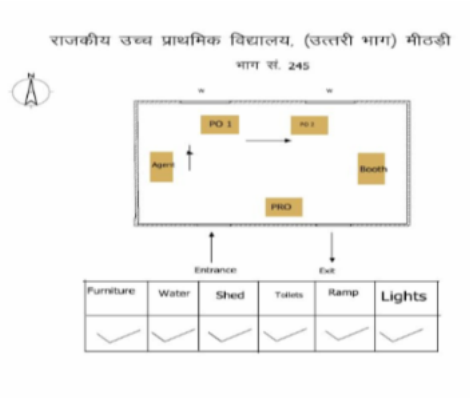 राजकीय उच्च प्राथमिक विद्यालय, (उत्तरी भाग) मीठड़ी
भाग सं. 245
N
W W
PO 1 PO 2
Agent Booth
PRO
Entrance Exit
Furniture Water Shed Toilets Ramp Lights